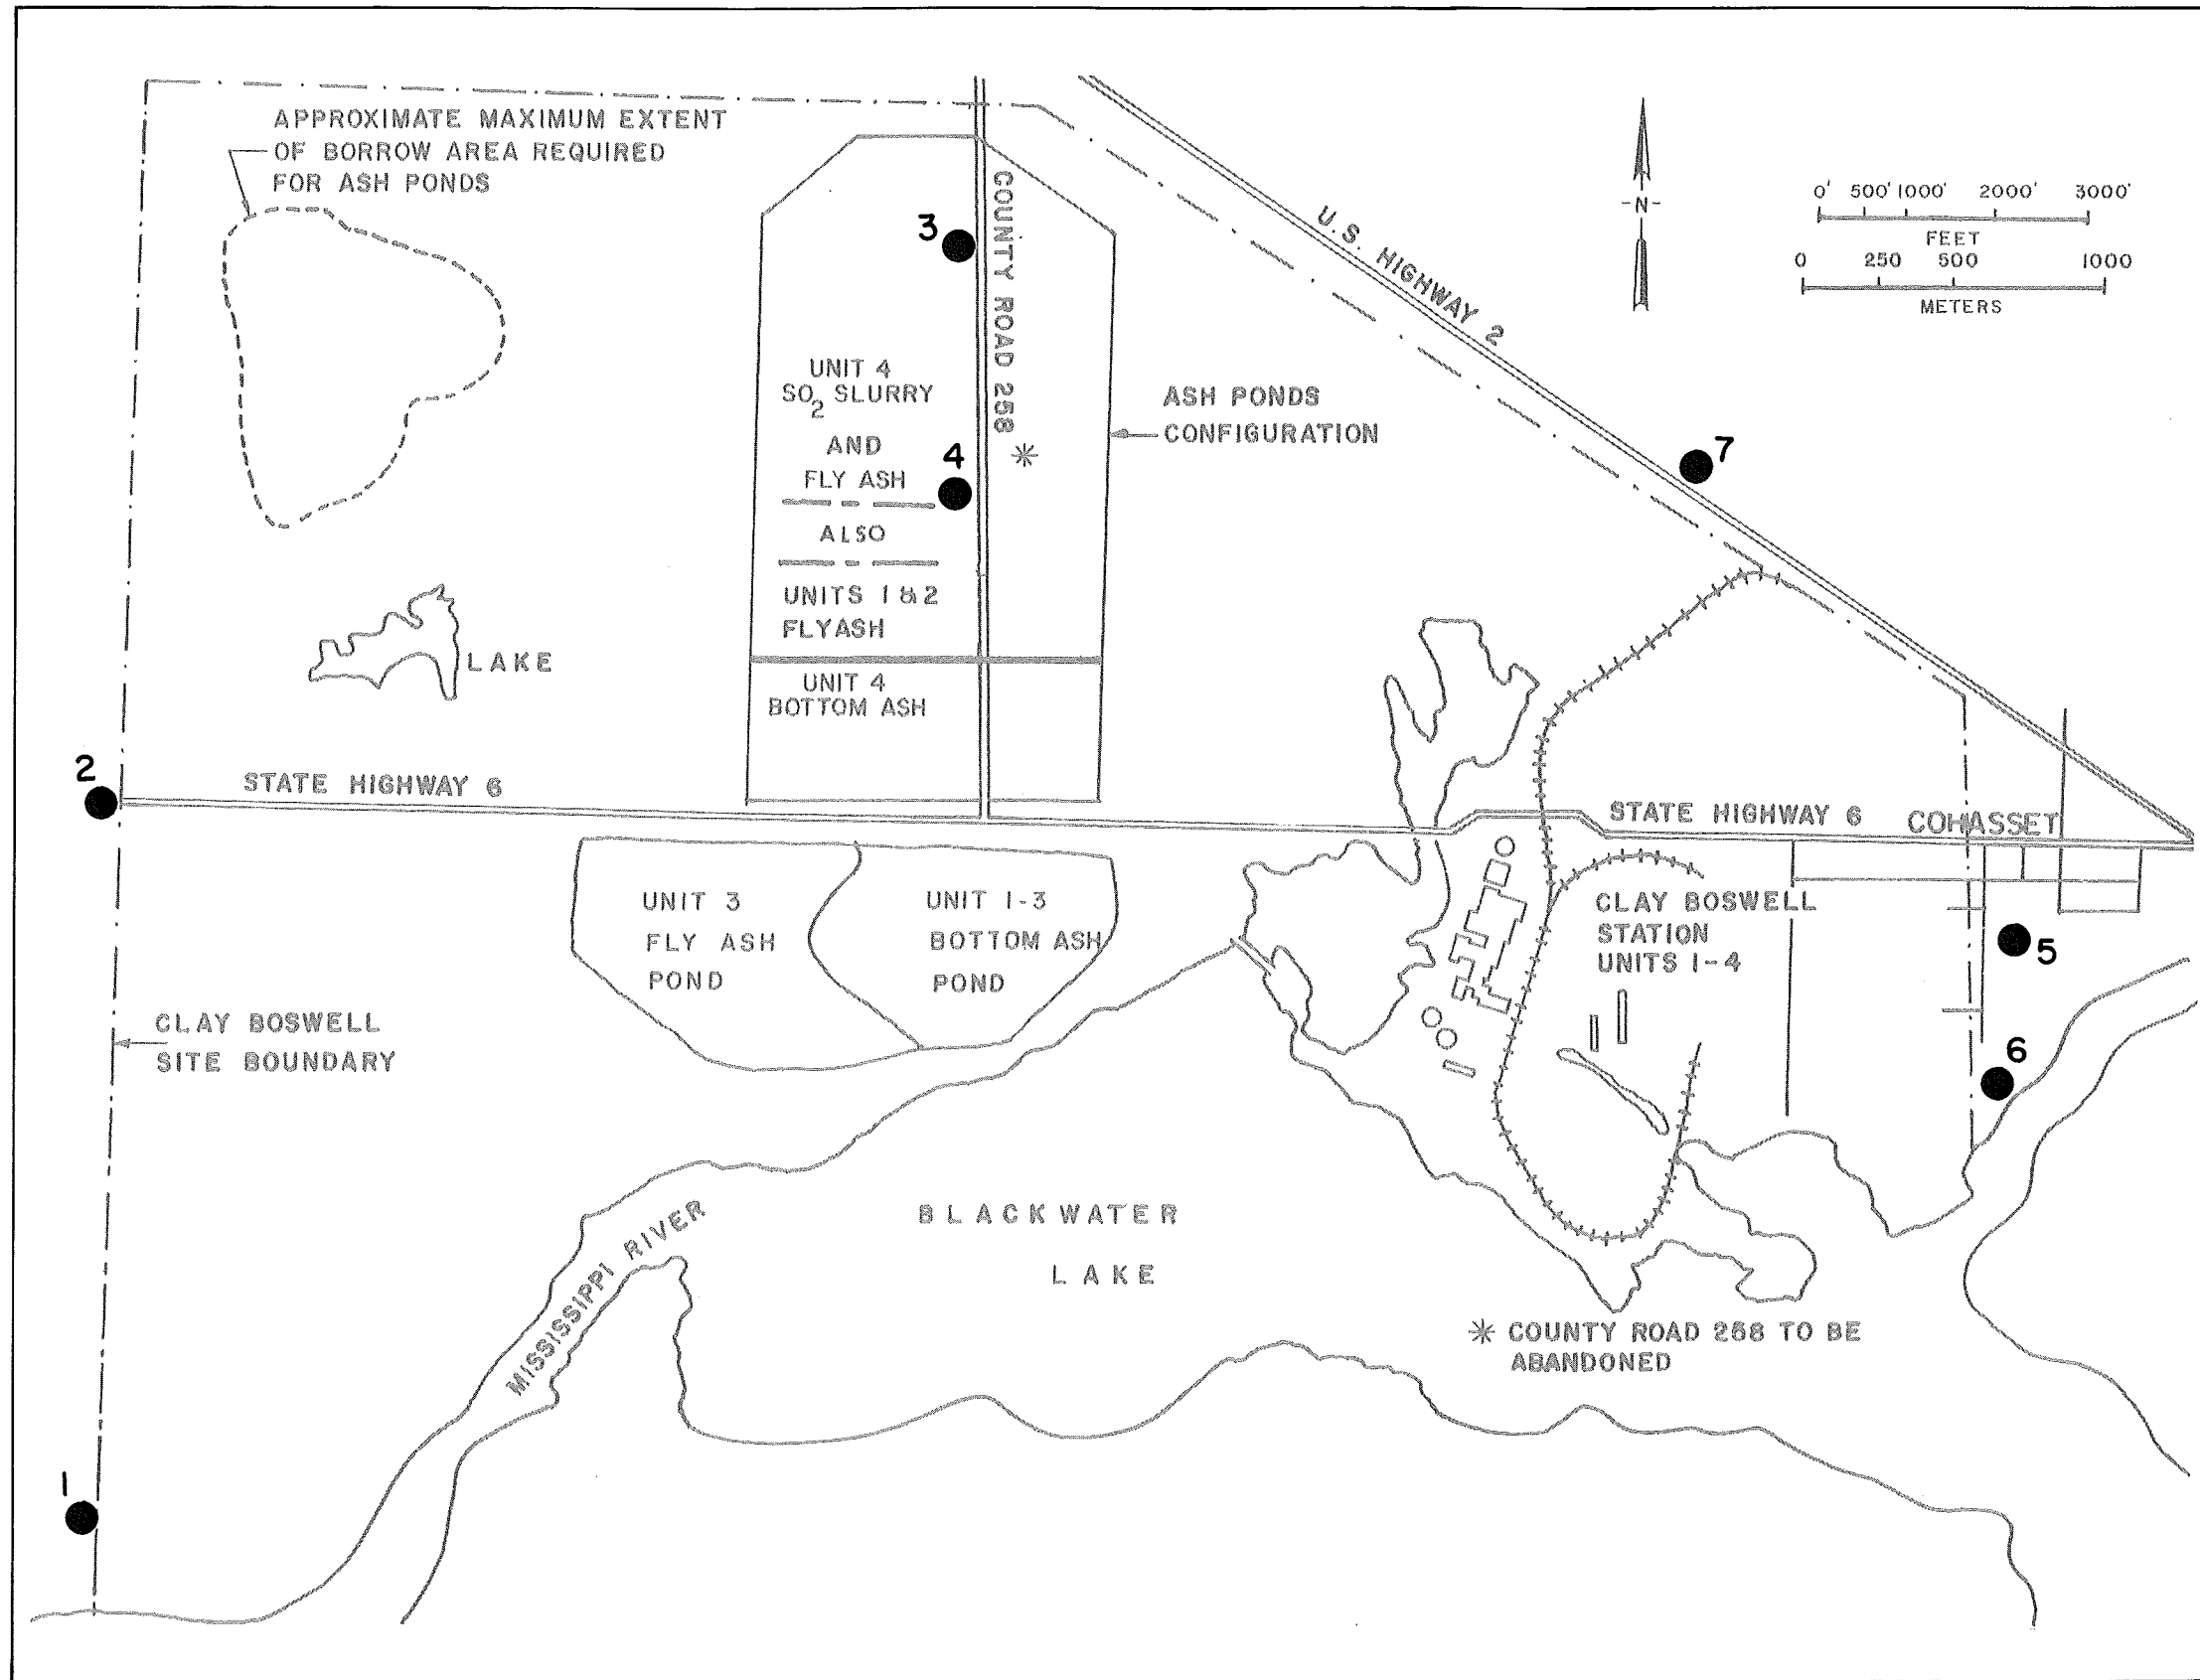 APPROXIMATE MAXIMUM EXTENT
OF BORROW AREA REQUIRED
FOR ASH PONDS
COUNTY ROAD 258
*
U.S. HIGHWAY 2
-N-
0' 500' 1000' 2000' 3000'
FEET
0 250 500 1000
METERS
3
UNIT 4
SO2 SLURRY
AND
FLY ASH
4
ALSO
UNITS 1 & 2
FLYASH
UNIT 4
BOTTOM ASH
ASH PONDS
CONFIGURATION
7
LAKE
2
STATE HIGHWAY 6
STATE HIGHWAY 6
COHASSET
UNIT 3
FLY ASH
POND
UNIT 1-3
BOTTOM ASH
POND
CLAY BOSWELL
STATION
UNITS 1-4
5
6
CLAY BOSWELL
SITE BOUNDARY
MISSISSIPPI RIVER
BLACKWATER
LAKE
* COUNTY ROAD 258 TO BE
ABANDONED
1